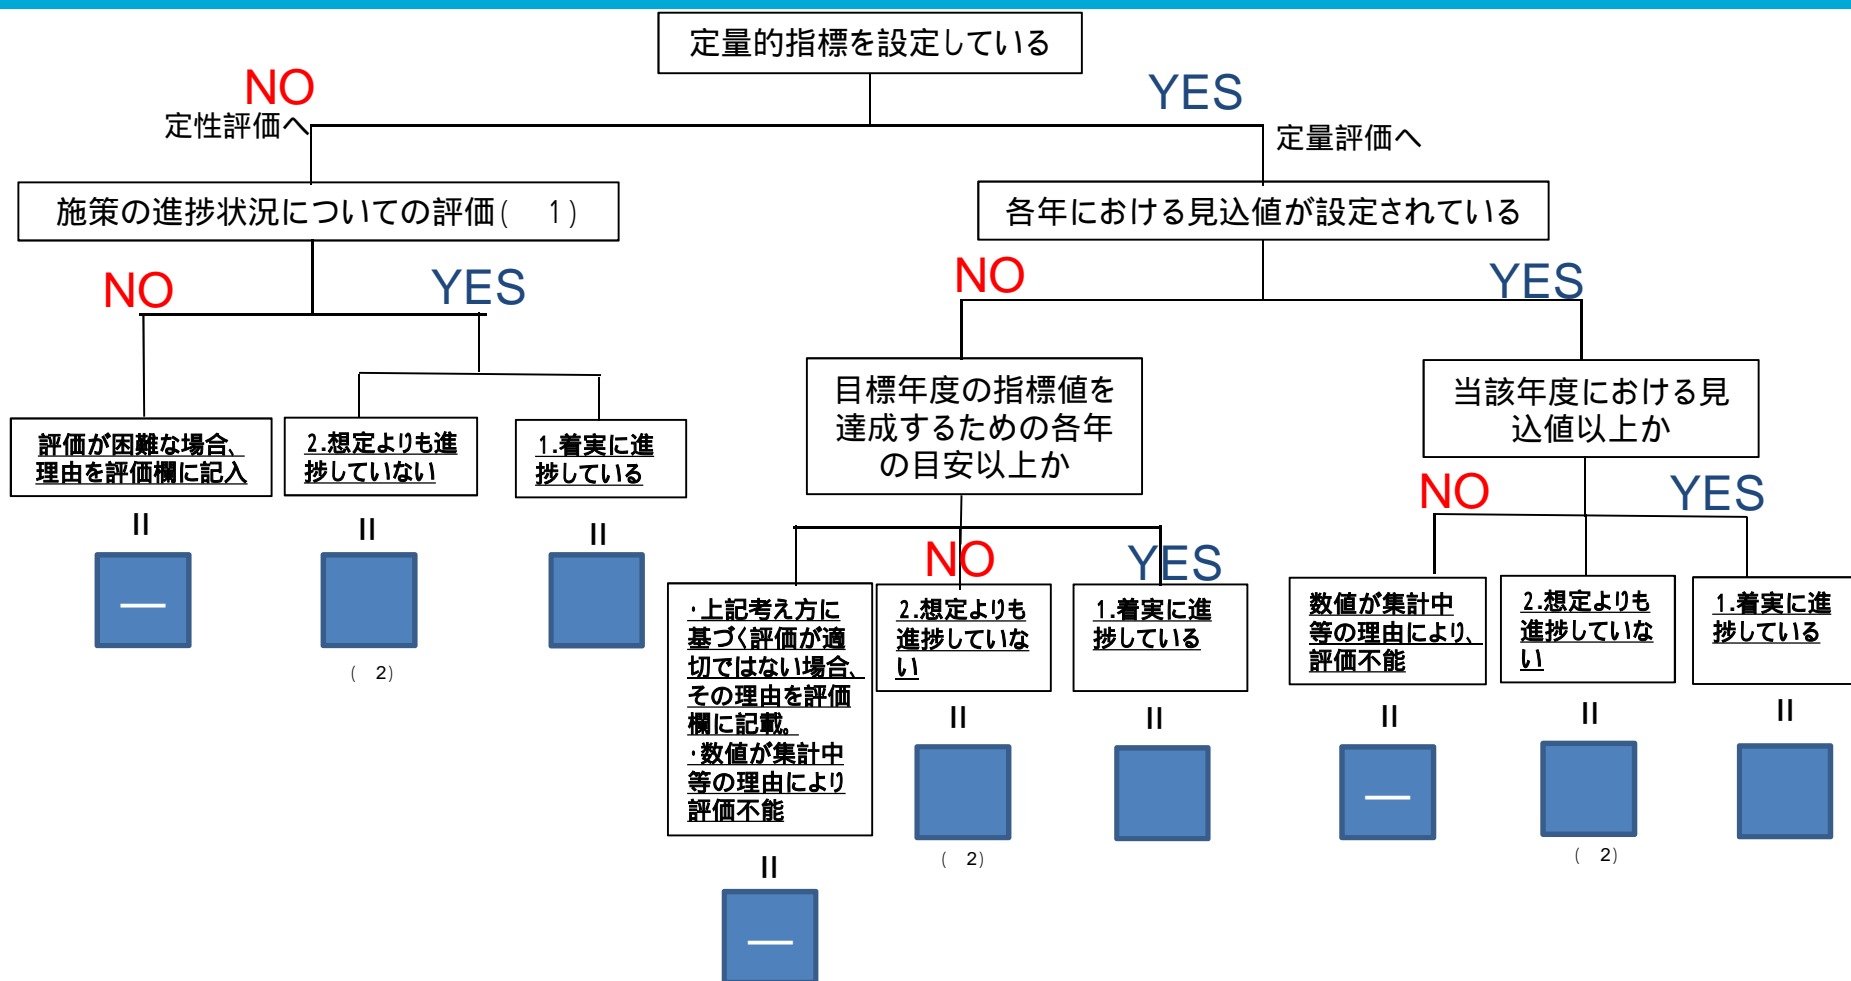 定量的指標を設定している
NO
YES
定性評価へ
定量評価へ
施策の進捗状況についての評価( 1)
各年における見込値が設定されている
NO
YES
NO
YES
目標年度の指標値を
達成するための各年
の目安以上か
当該年度における見
込値以上か
評価が困難な場合、
理由を評価欄に記入
2.想定よりも進
捗していない
1.着実に進
捗している
NO
YES
NO
YES
・上記考え方に
基づく評価が適
切ではない場合、
その理由を評価
欄に記載。
・数値が集計中
等の理由により
評価不能
2.想定よりも
進捗していな
い
1.着実に進
捗している
数値が集計中
等の理由により、
評価不能
2.想定よりも
進捗していな
い
1.着実に進
捗している
=
=
=
―
( 2)
=
=
=
=
=
―
( 2)
( 2)
=
―